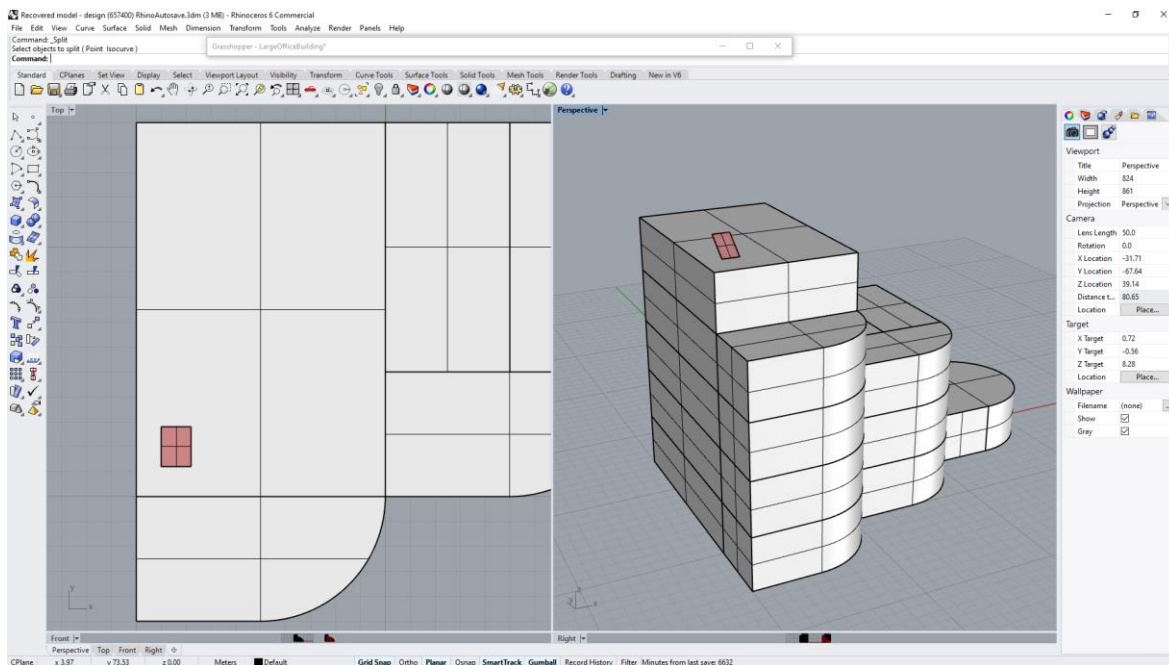 Recovered model - design (657400) RhinoAutosave.3dm (3 MB) - Rhinoceros 6 Commercial
File Edit View Curve Surface Solid Mesh Dimension Transform Tools Analyze Render Panels Help
Command: _Split
Select objects to split ( Point Isocurve )
Command:
Grasshopper - LargeOfficeBuilding*
Standard CPlanes Set View Display Select Viewport Layout Visibility Transform Curve Tools Surface Tools Solid Tools Mesh Tools Render Tools Drafting New in V6
Top
Perspective
Viewport
Title Perspective
Width 824
Height 861
Projection Perspective
Camera
Lens Length 50.0
Rotation 0.0
X Location -31.71
Y Location -67.64
Z Location 39.14
Distance t... 80.65
Location Place...
Target
X Target 0.72
Y Target -0.56
Z Target 8.28
Location Place...
Wallpaper
Filename (none)
Show
Gray
y
x
z
y
x
Front
Right
Perspective Top Front Right
CPlane x 3.97 y 73.53 z 0.00 Meters Default Grid Snap Ortho Planar Osnap SmartTrack Gumball Record History Filter Minutes from last save: 6632